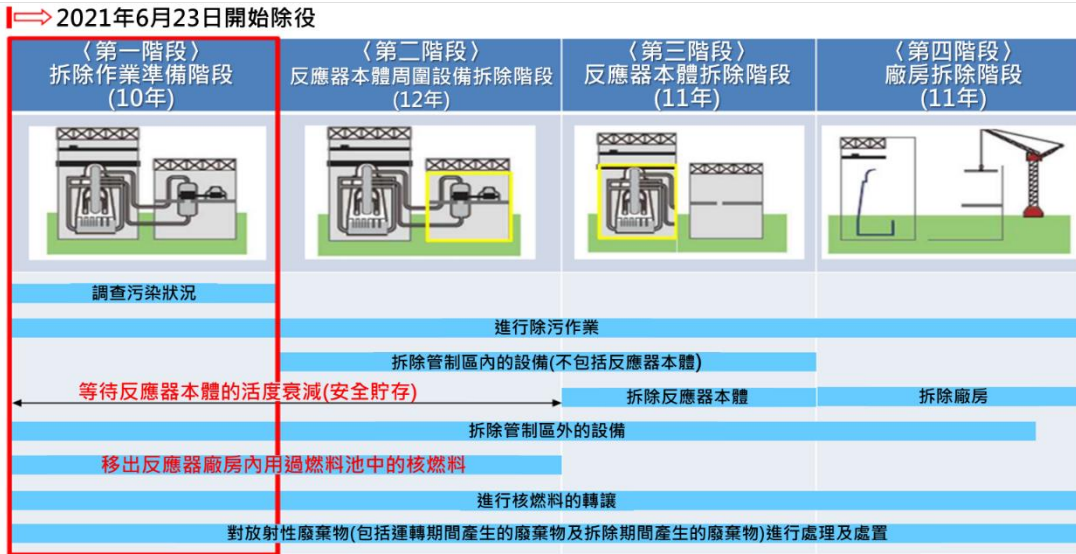 2021年6月23日開始除役
〈第一階段〉
拆除作業準備階段
(10年)
〈第二階段〉
反應器本體周圍設備拆除階段
(12年)
〈第三階段〉
反應器本體拆除階段
(11年)
〈第四階段〉
廠房拆除階段
(11年)
調查污染狀況
進行除污作業
拆除管制區內的設備(不包括反應器本體)
等待反應器本體的活度衰減(安全貯存)
拆除反應器本體
拆除廠房
拆除管制區外的設備
移出反應器廠房內用過燃料池中的核燃料
進行核燃料的轉讓
對放射性廢棄物(包括運轉期間產生的廢棄物及拆除期間產生的廢棄物)進行處理及處置